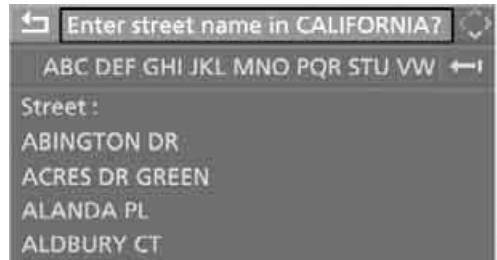 Enter street name in CALIFORNIA?
ABC DEF GHI JKL MNO PQR STU VW
Street :
ABINGTON DR
ACRES DR GREEN
ALANDA PL
ALDBURY CT